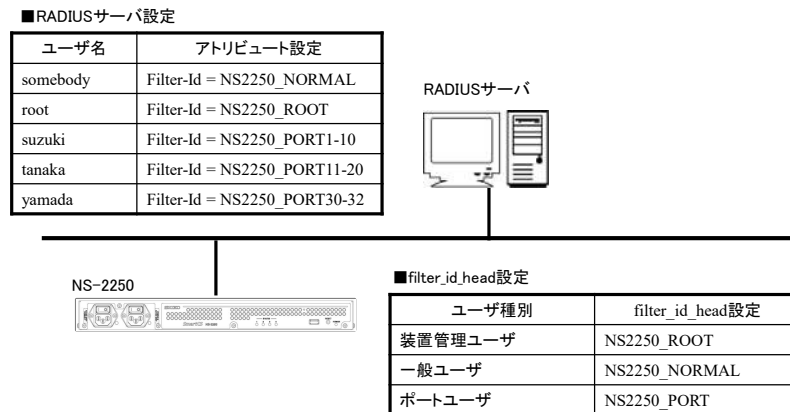 ■RADIUSサーバ設定
ユーザ名 アトリビュート設定
somebody Filter-Id = NS2250_NORMAL
root Filter-Id = NS2250_ROOT
suzuki Filter-Id = NS2250_PORT1-10
tanaka Filter-Id = NS2250_PORT11-20
yamada Filter-Id = NS2250_PORT30-32
RADIUSサーバ
NS-2250
■filter_id_head設定
ユーザ種別 filter_id_head設定
装置管理ユーザ NS2250_ROOT
一般ユーザ NS2250_NORMAL
ポートユーザ NS2250_PORT